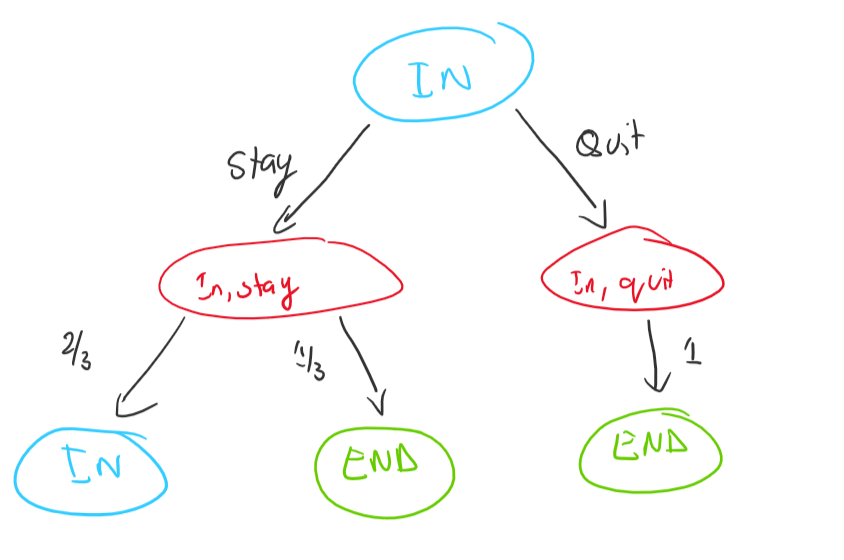 IN
Stay
Quit
In, stay
In, quit
2/3
1/3
1
IN
END
END